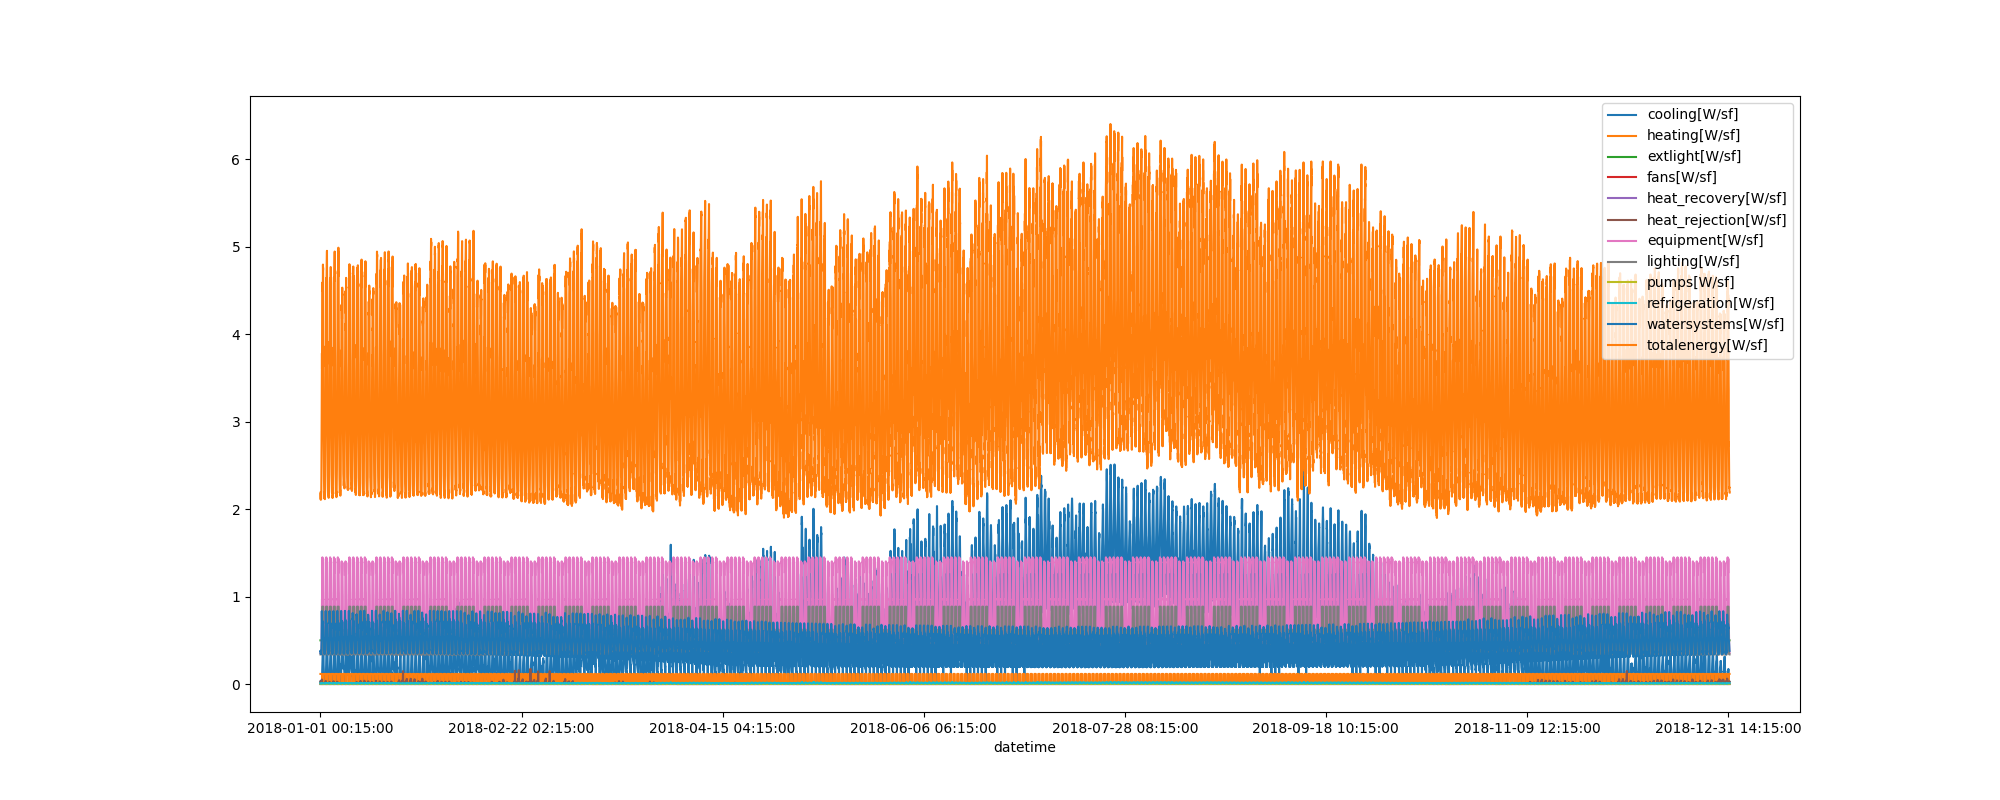 cooling[W/sf]
heating[W/sf]
extlight[W/sf]
fans[W/sf]
heat_recovery[W/sf]
heat_rejection[W/sf]
equipment[W/sf]
lighting[W/sf]
pumps[W/sf]
refrigeration[W/sf]
watersystems[W/sf]
totalenergy[W/sf]
6
5
4
3
2
1
0
2018-01-01 00:15:00 2018-02-22 02:15:00 2018-04-15 04:15:00 2018-06-06 06:15:00 2018-07-28 08:15:00 2018-09-18 10:15:00 2018-11-09 12:15:00 2018-12-31 14:15:00
datetime